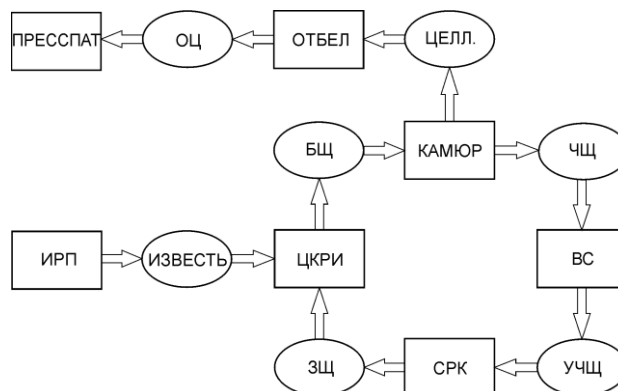 ПРЕССПАТ
ОЦ
ОТБЕЛ
ЦЕЛЛ.
БЩ
КАМЮР
ЧЩ
ИРП
ИЗВЕСТЬ
ЦКРИ
ВС
ЗЩ
СРК
УЧЩ